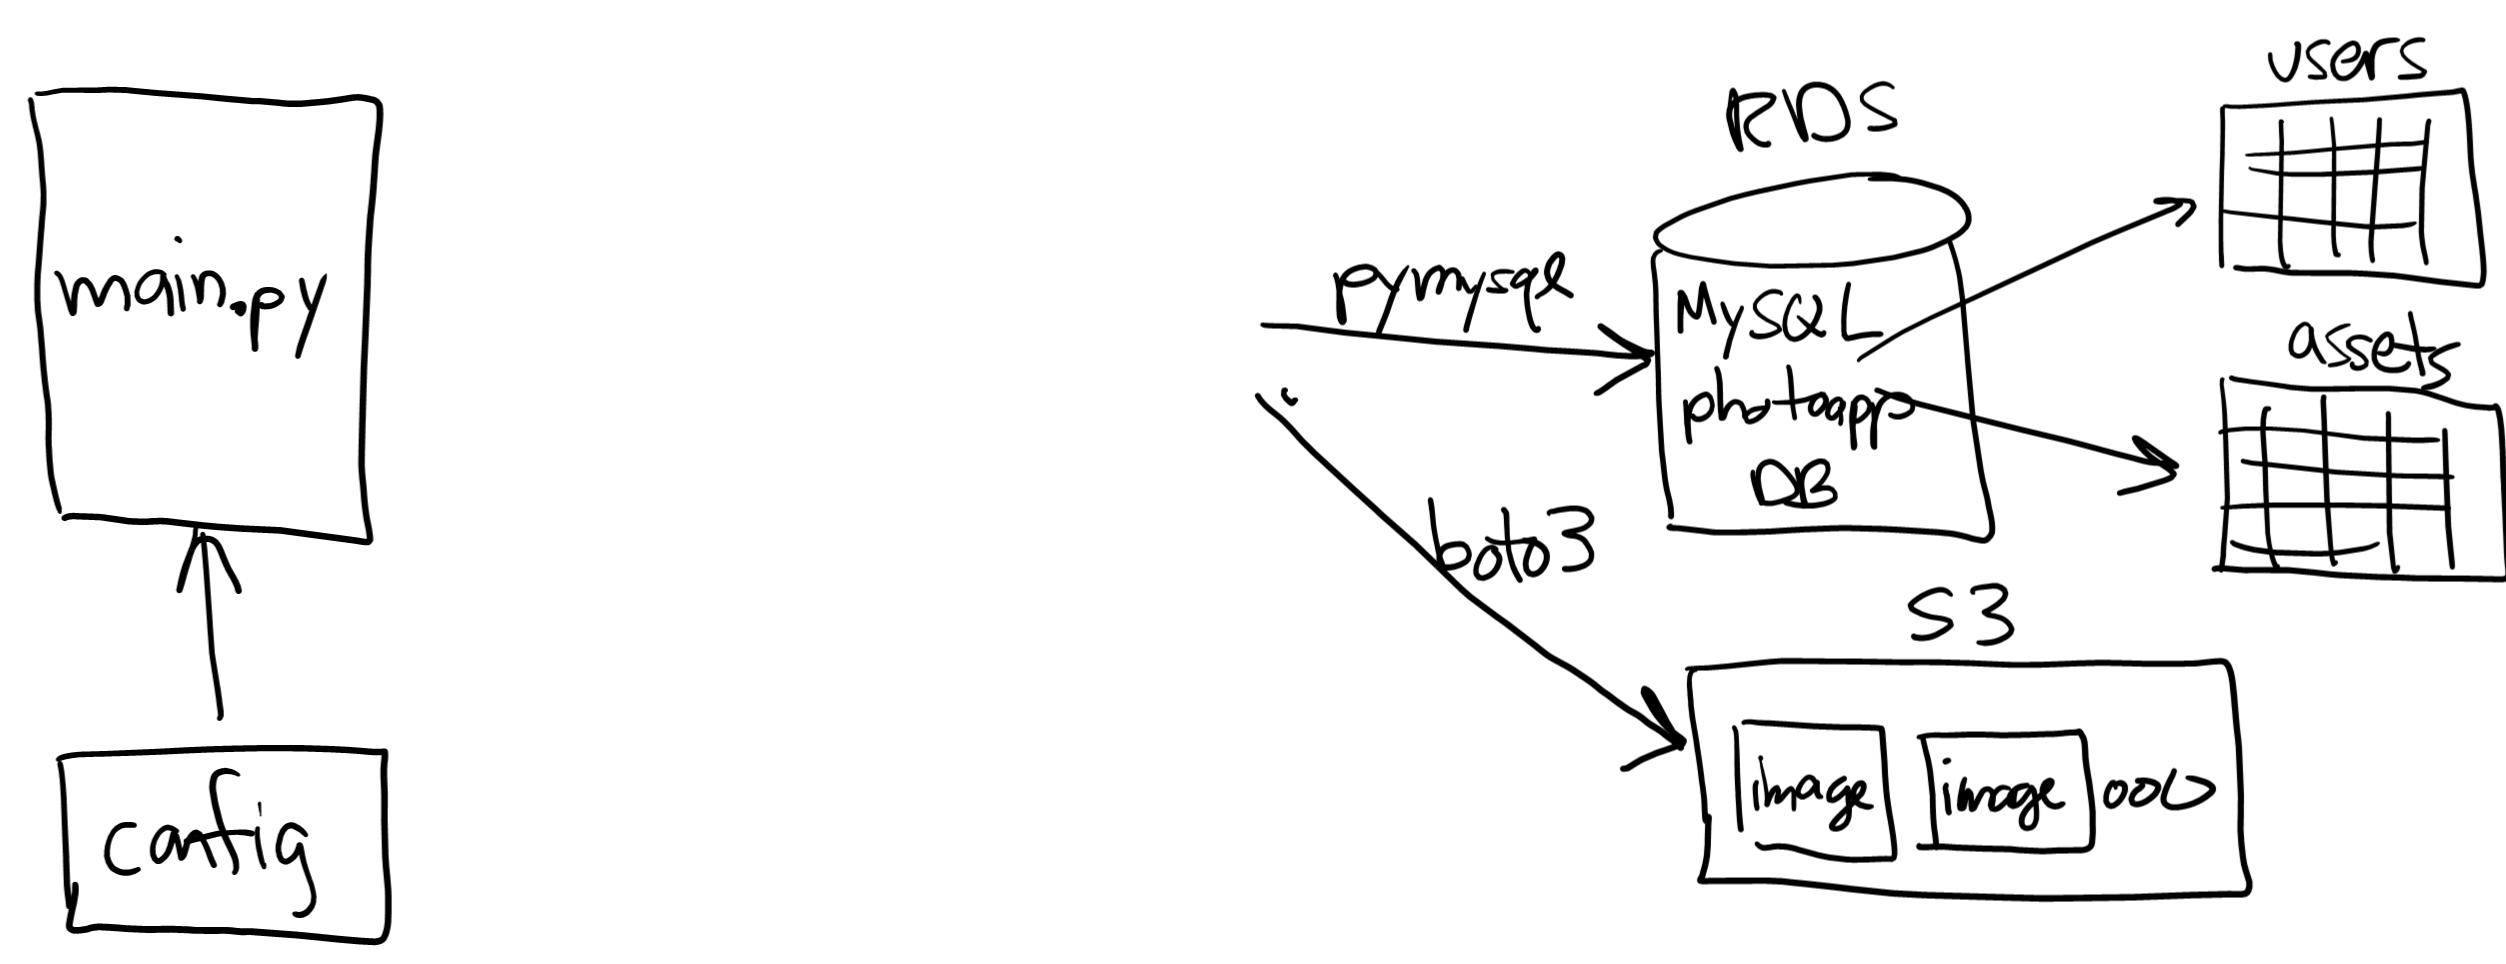 main.py
config
pymysql
boto3
RDS
MySQL
photoapp
DB
users
assets
S3
image
image